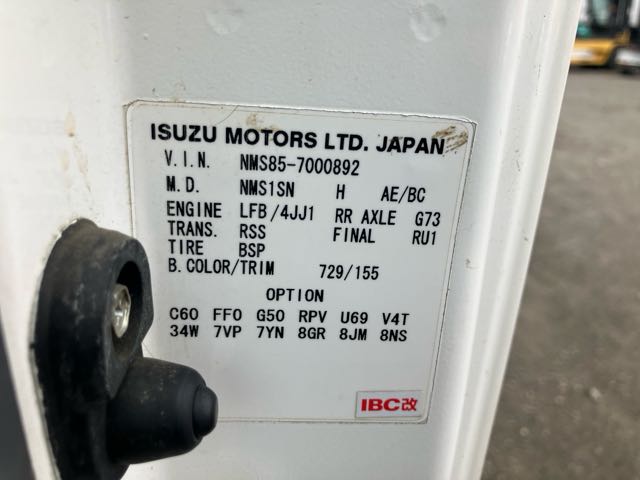 ISUZU MOTORS LTD. JAPAN
V.I.N. NMS85-7000892
M.D. NMS1SN H AE/BC
ENGINE LFB/4JJ1 RR AXLE G73
TRANS. RSS FINAL RU1
TIRE BSP
B.COLOR/TRIM 729/155
OPTION
C60 FF0 G50 RPV U69 V4T
34W 7VP 7YN 8GR 8JM 8NS
IBC改